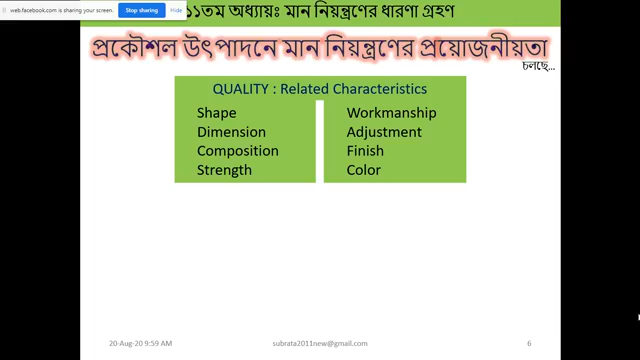 web.facebook.com is sharing your screen. Stop sharing Hide
১১তম অধ্যায়ঃ মান নিয়ন্ত্রণের ধারণা গ্রহণ
প্রকৌশল উৎপাদনে মান নিয়ন্ত্রণের প্রয়োজনীয়তা
চলছে...
QUALITY : Related Characteristics
Shape
Dimension
Composition
Strength
Workmanship
Adjustment
Finish
Color
20-Aug-20 9:59 AM subrata2011new@gmail.com 6